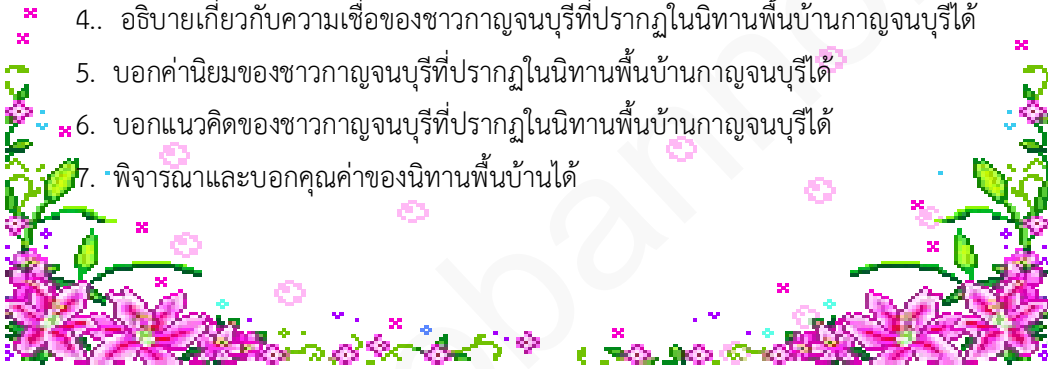 4.. อธิบายเกี่ยวกับความเชื่อของชาวกาญจนบุรีที่ปรากฏในนิทานพื้นบ้านกาญจนบุรีได้
5. บอกค่านิยมของชาวกาญจนบุรีที่ปรากฏในนิทานพื้นบ้านกาญจนบุรีได้
6. บอกแนวคิดของชาวกาญจนบุรีที่ปรากฏในนิทานพื้นบ้านกาญจนบุรีได้
7. พิจารณาและบอกคุณค่าของนิทานพื้นบ้านได้